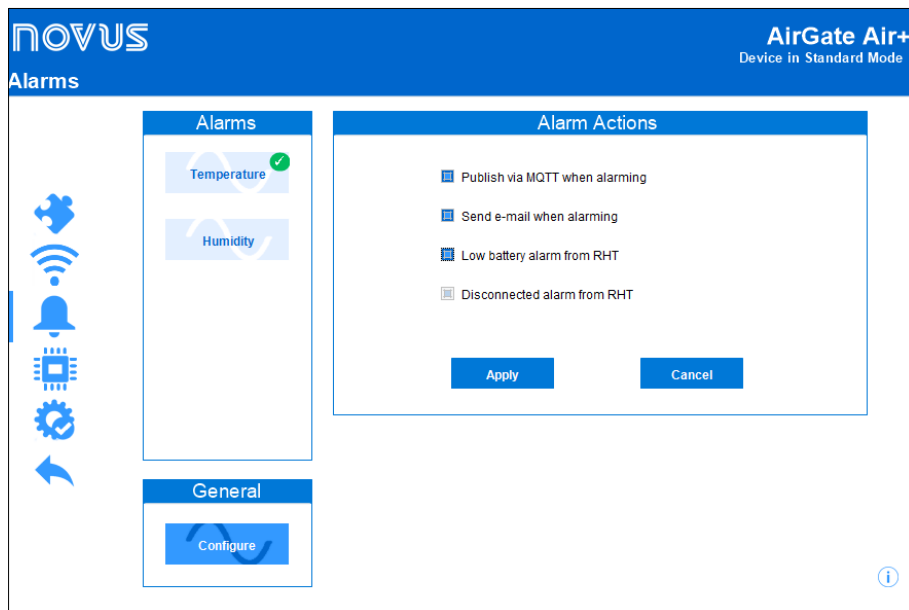 NOVUS
AirGate Air+
Device in Standard Mode
Alarms
Alarms
Temperature
Humidity
Alarm Actions
Publish via MQTT when alarming
Send e-mail when alarming
Low battery alarm from RHT
Disconnected alarm from RHT
Apply
Cancel
General
Configure
i